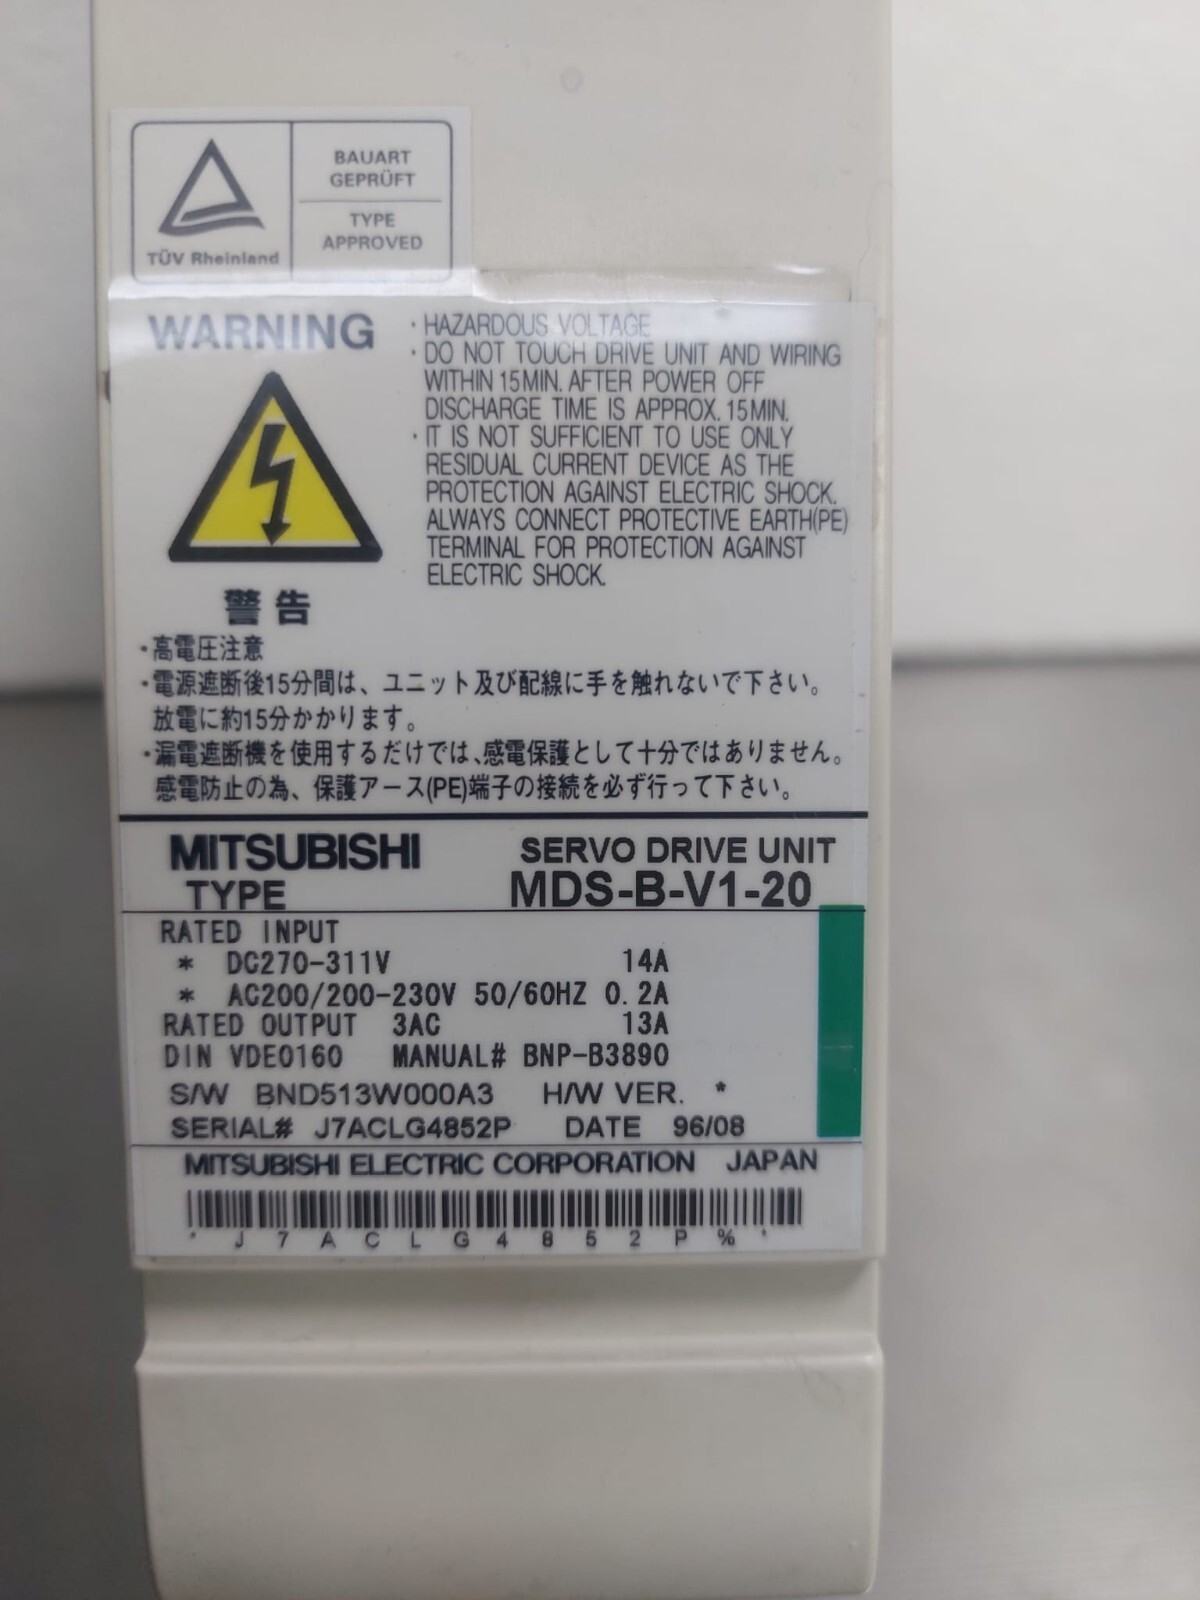 BAUART
GEPRÜFT
TYPE
APPROVED
TÜV Rheinland
WARNING
・HAZARDOUS VOLTAGE
・DO NOT TOUCH DRIVE UNIT AND WIRING
WITHIN 15MIN. AFTER POWER OFF
DISCHARGE TIME IS APPROX. 15MIN.
・IT IS NOT SUFFICIENT TO USE ONLY
RESIDUAL CURRENT DEVICE AS THE
PROTECTION AGAINST ELECTRIC SHOCK.
ALWAYS CONNECT PROTECTIVE EARTH(PE)
TERMINAL FOR PROTECTION AGAINST
ELECTRIC SHOCK.
警告
・高電圧注意
・電源遮断後15分間は、ユニット及び配線に手を触れないで下さい。
放電に約15分かかります。
・漏電遮断機を使用するだけでは、感電保護として十分ではありません。
感電防止の為、保護アース(PE)端子の接続を必ず行って下さい。
MITSUBISHI SERVO DRIVE UNIT
TYPE MDS-B-V1-20
RATED INPUT
* DC270-311V 14A
* AC200/200-230V 50/60HZ 0.2A
RATED OUTPUT 3AC 13A
DIN VDE0160 MANUAL# BNP-B3890
S/W BND513W000A3 H/W VER. *
SERIAL# J7ACLG4852P DATE 96/08
MITSUBISHI ELECTRIC CORPORATION JAPAN
* J 7 A C L G 4 8 5 2 P % *